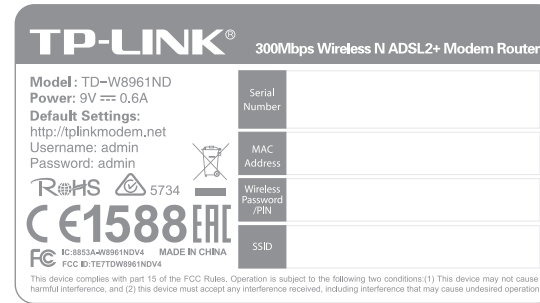 TP-LINK®
300Mbps Wireless N ADSL2+ Modem Router
Model : TD-W8961ND
Power: 9V ⎓ 0.6A
Default Settings:
http://tplinkmodem.net
Username: admin
Password: admin
RoHS 5734
CE1588 EAC
FC IC:8853A-W8961NDV4 MADE IN CHINA
FCC ID:TE7TDW8961NDV4
Serial
Number
MAC
Address
Wireless
Password
/PIN
SSID
This device complies with part 15 of the FCC Rules, Operation is subject to the following two conditions:(1) This device may not cause
harmful interference, and (2) this device must accept any interference received, including interference that may cause undesired operation